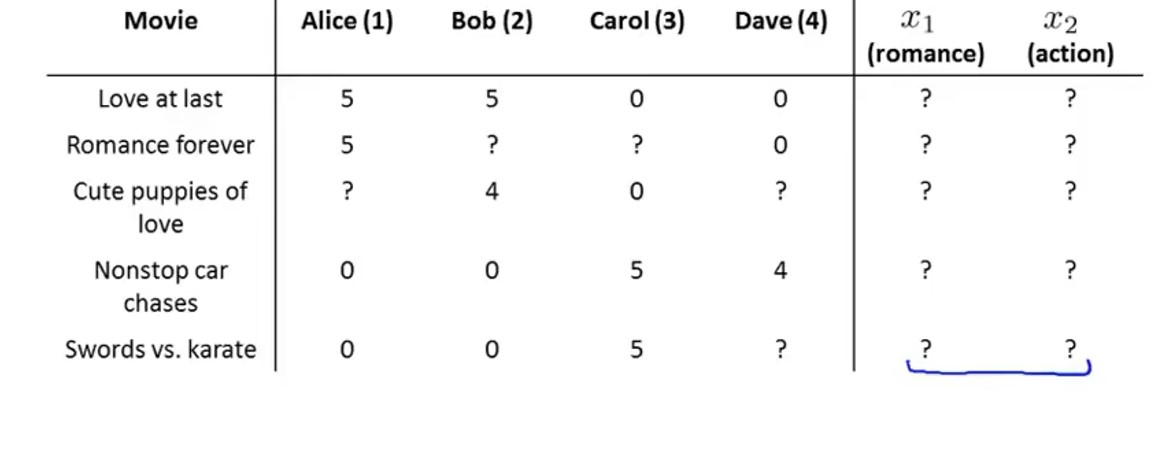 Movie Alice (1) Bob (2) Carol (3) Dave (4) x₁ x₂
(romance) (action)
Love at last 5 5 0 0 ? ?
Romance forever 5 ? ? 0 ? ?
Cute puppies of 4 0 ? ? ?
love
Nonstop car 0 0 5 4 ? ?
chases
Swords vs. karate 0 0 5 ? ? ?